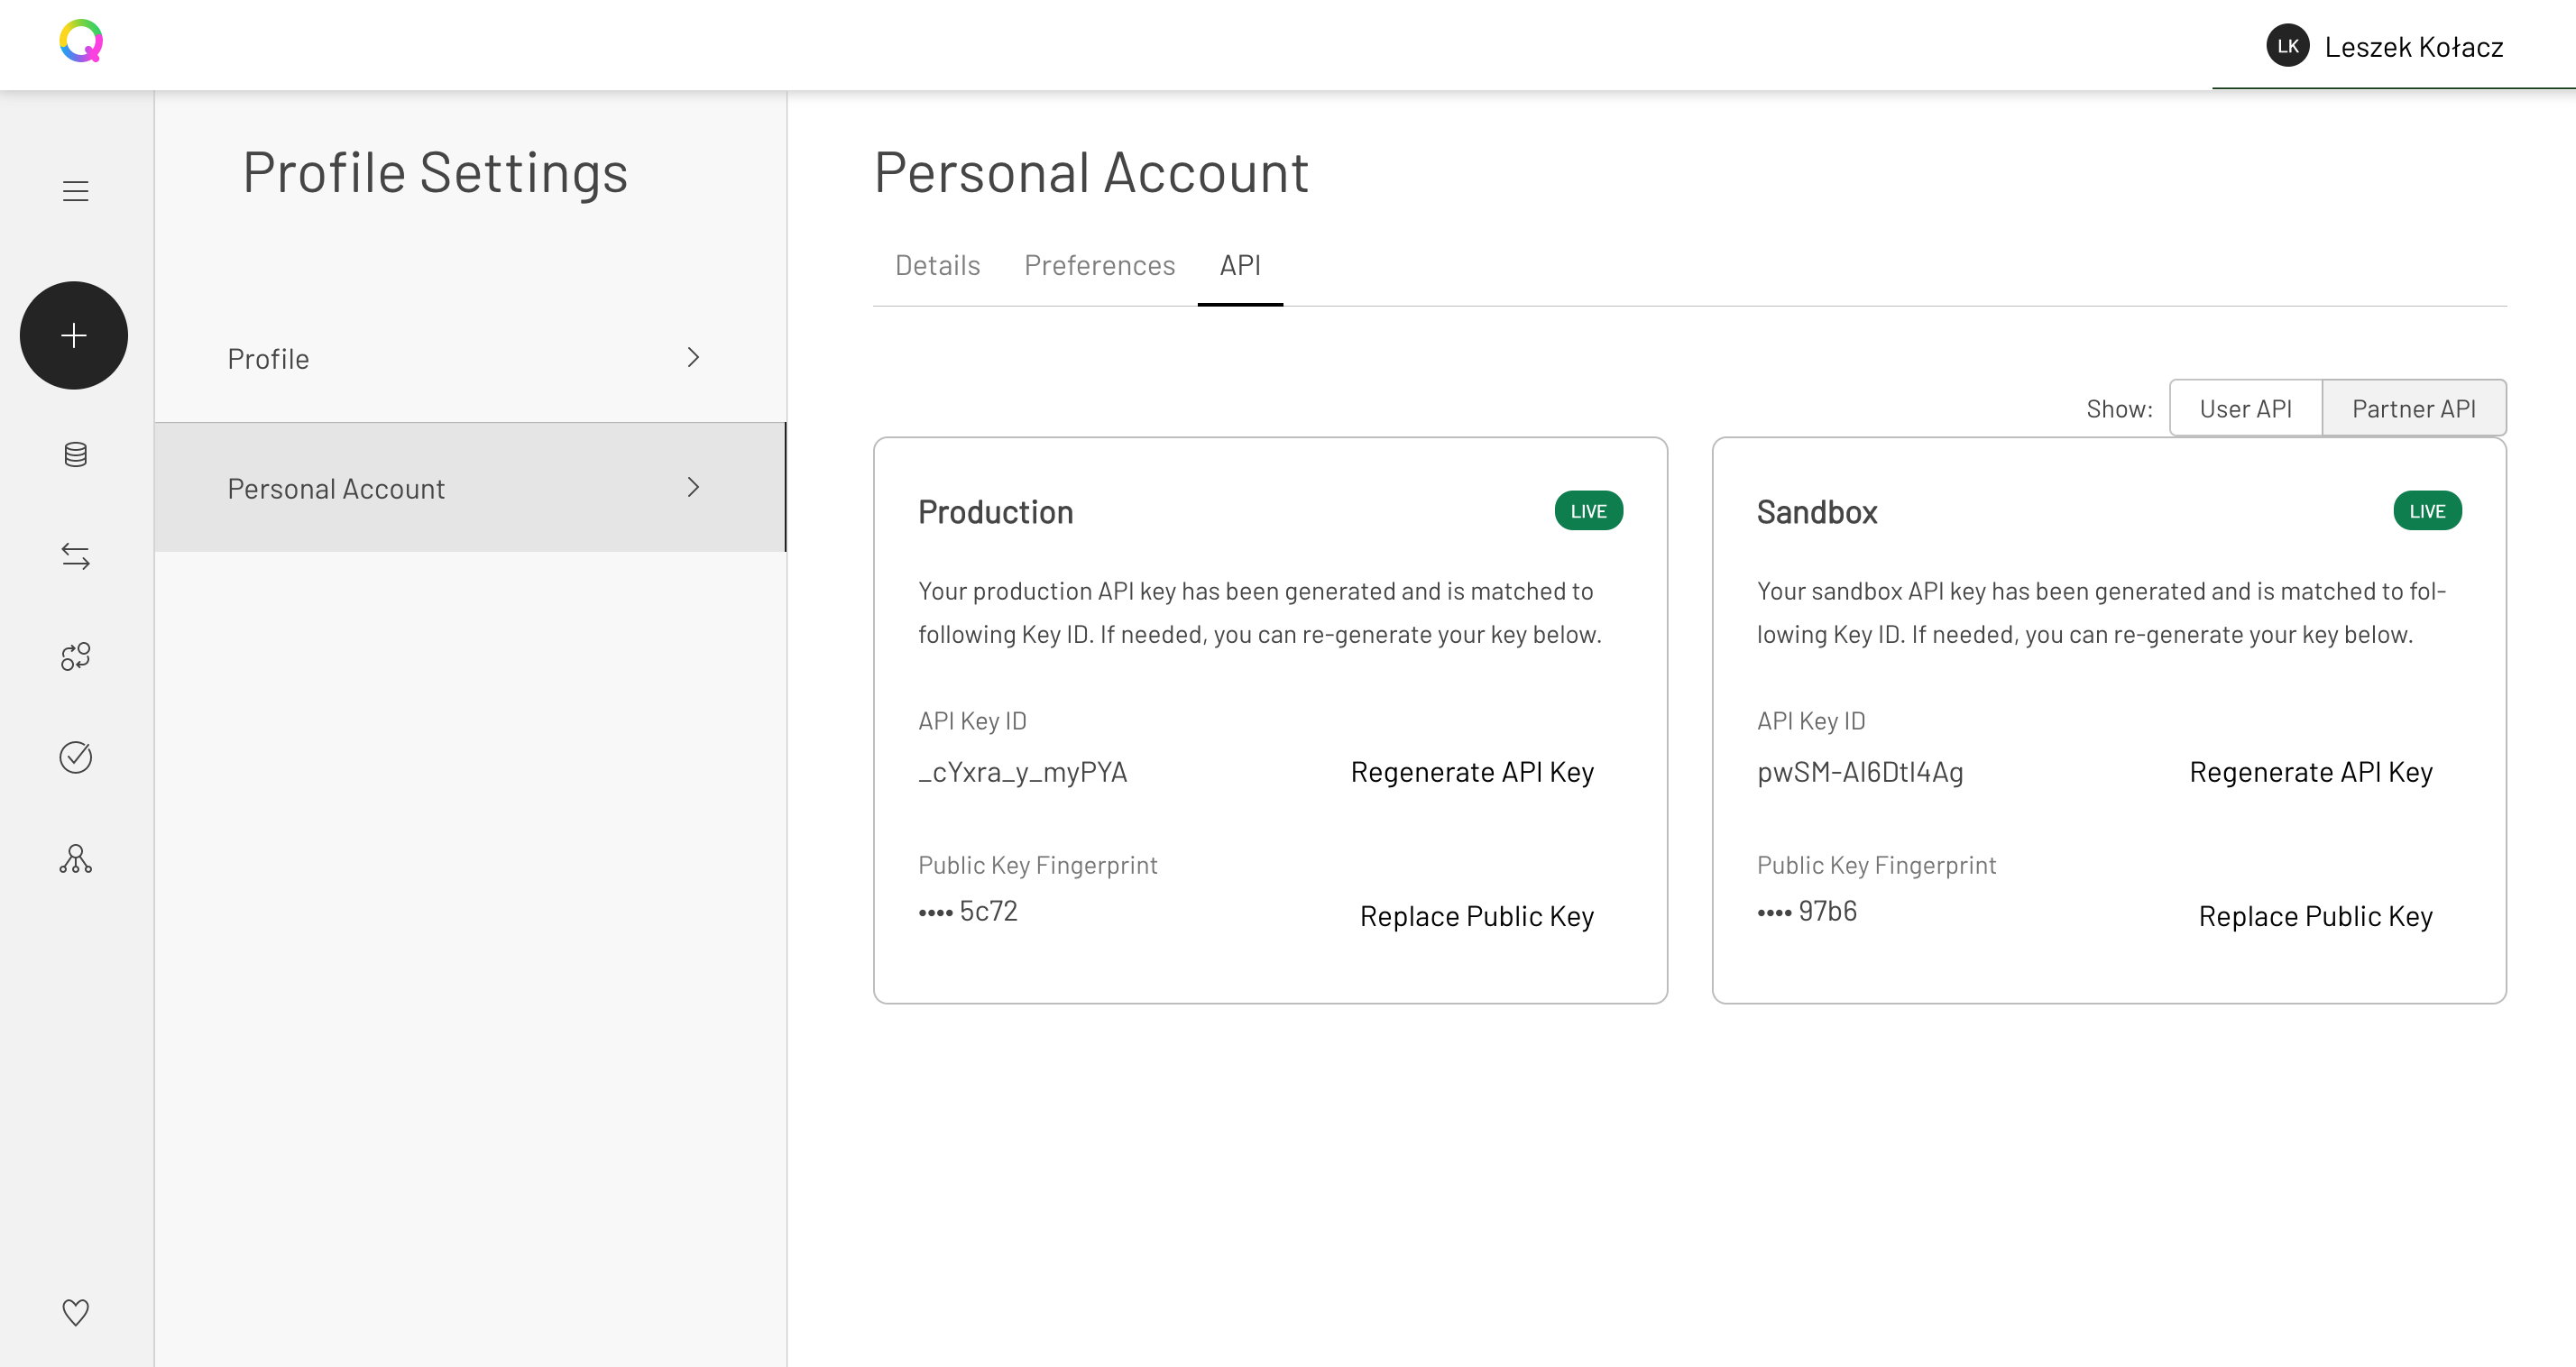 LK Leszek Kołacz
Profile Settings
Profile
Personal Account
Personal Account
Details Preferences API
Show: User API Partner API
Production LIVE
Your production API key has been generated and is matched to
following Key ID. If needed, you can re-generate your key below.
API Key ID
_cYxra_y_myPYA Regenerate API Key
Public Key Fingerprint
•••• 5c72 Replace Public Key
Sandbox LIVE
Your sandbox API key has been generated and is matched to fol-
lowing Key ID. If needed, you can re-generate your key below.
API Key ID
pwSM-AI6DtI4Ag Regenerate API Key
Public Key Fingerprint
•••• 97b6 Replace Public Key